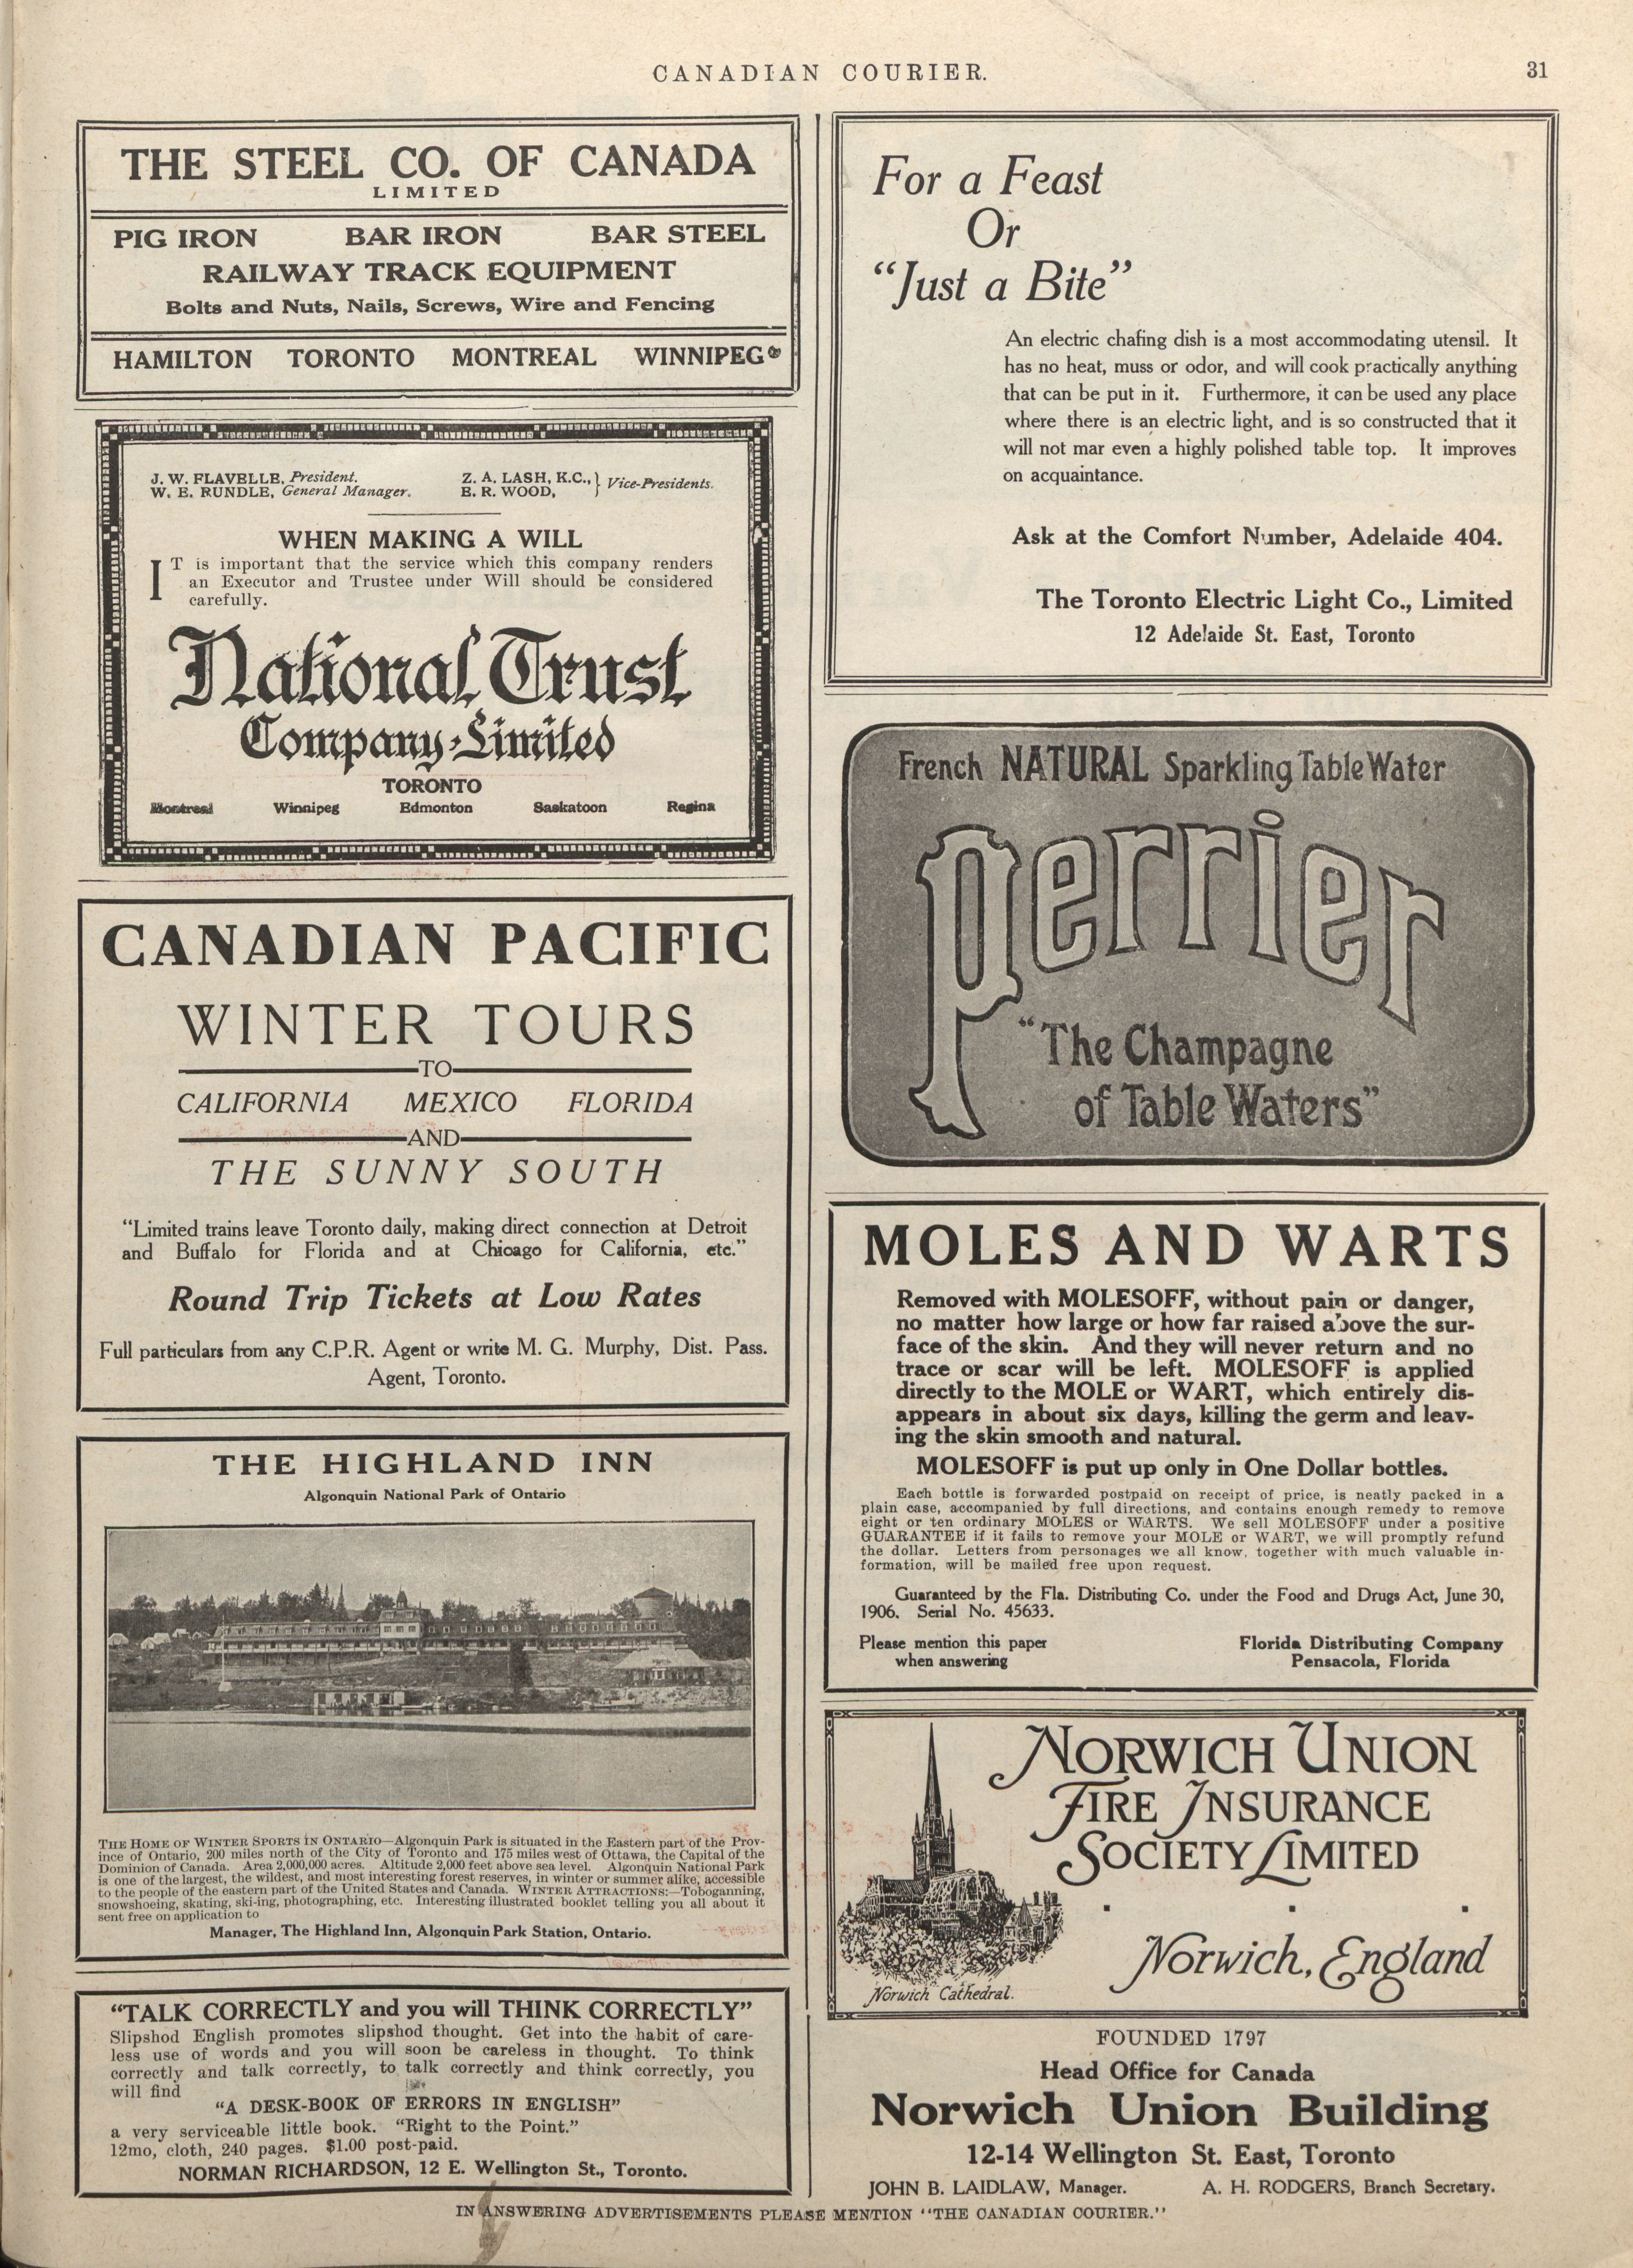 CANADIAN COURIER.
31
THE STEEL CO. OF CANADA
LIMITED
PIG IRON BAR IRON BAR STEEL
RAILWAY TRACK EQUIPMENT
Bolts and Nuts, Nails, Screws, Wire and Fencing
HAMILTON TORONTO MONTREAL WINNIPEG
J. W. FLAVELLE, President.
W. E. RUNDLE, General Manager.
Z. A. LASH, K.C.,
E. R. WOOD, } Vice-Presidents.
WHEN MAKING A WILL
IT is important that the service which this company renders
an Executor and Trustee under Will should be considered
carefully.
National Trust
Company Limited
TORONTO
Montreal Winnipeg Edmonton Saskatoon Regina
CANADIAN PACIFIC
WINTER TOURS
TO
CALIFORNIA MEXICO FLORIDA
AND
THE SUNNY SOUTH
"Limited trains leave Toronto daily, making direct connection at Detroit
and Buffalo for Florida and at Chicago for California, etc."
Round Trip Tickets at Low Rates
Full particulars from any C.P.R. Agent or write M. G. Murphy, Dist. Pass.
Agent, Toronto.
THE HIGHLAND INN
Algonquin National Park of Ontario
THE HOME OF WINTER SPORTS IN ONTARIO—Algonquin Park is situated in the Eastern part of the Prov-
ince of Ontario, 200 miles north of the City of Toronto and 175 miles west of Ottawa, the Capital of the
Dominion of Canada. Area 2,000,000 acres. Altitude 2,000 feet above sea level. Algonquin National Park
is one of the largest, the wildest, and most interesting forest reserves, in winter or summer alike, accessible
to the people of the eastern part of the United States and Canada. WINTER ATTRACTIONS:—Toboganning,
snowshoeing, skating, ski-ing, photographing, etc. Interesting illustrated booklet telling you all about it
sent free on application to
Manager, The Highland Inn, Algonquin Park Station, Ontario.
"TALK CORRECTLY and you will THINK CORRECTLY"
Slipshod English promotes slipshod thought. Get into the habit of care-
less use of words and you will soon be careless in thought. To think
correctly and talk correctly, to talk correctly and think correctly, you
will find
"A DESK-BOOK OF ERRORS IN ENGLISH"
a very serviceable little book. "Right to the Point."
12mo, cloth, 240 pages. $1.00 post-paid.
NORMAN RICHARDSON, 12 E. Wellington St., Toronto.
For a Feast
Or
"Just a Bite"
An electric chafing dish is a most accommodating utensil. It
has no heat, muss or odor, and will cook practically anything
that can be put in it. Furthermore, it can be used any place
where there is an electric light, and is so constructed that it
will not mar even a highly polished table top. It improves
on acquaintance.
Ask at the Comfort Number, Adelaide 404.
The Toronto Electric Light Co., Limited
12 Adelaide St. East, Toronto
French NATURAL Sparkling Table Water
Perrier
"The Champagne
of Table Waters"
MOLES AND WARTS
Removed with MOLESOFF, without pain or danger,
no matter how large or how far raised above the sur-
face of the skin. And they will never return and no
trace or scar will be left. MOLESOFF is applied
directly to the MOLE or WART, which entirely dis-
appears in about six days, killing the germ and leav-
ing the skin smooth and natural.
MOLESOFF is put up only in One Dollar bottles.
Each bottle is forwarded postpaid on receipt of price, is neatly packed in a
plain case, accompanied by full directions, and contains enough remedy to remove
eight or ten ordinary MOLES or WARTS. We sell MOLESOFF under a positive
GUARANTEE if it fails to remove your MOLE or WART, we will promptly refund
the dollar. Letters from personages we all know, together with much valuable in-
formation, will be mailed free upon request.
Guaranteed by the Fla. Distributing Co. under the Food and Drugs Act, June 30,
1906. Serial No. 45633.
Please mention this paper
when answering
Florida Distributing Company
Pensacola, Florida
NORWICH UNION
FIRE INSURANCE
SOCIETY LIMITED
Norwich, England
Norwich Cathedral.
FOUNDED 1797
Head Office for Canada
Norwich Union Building
12-14 Wellington St. East, Toronto
JOHN B. LAIDLAW, Manager. A. H. RODGERS, Branch Secretary.
IN ANSWERING ADVERTISEMENTS PLEASE MENTION "THE CANADIAN COURIER."